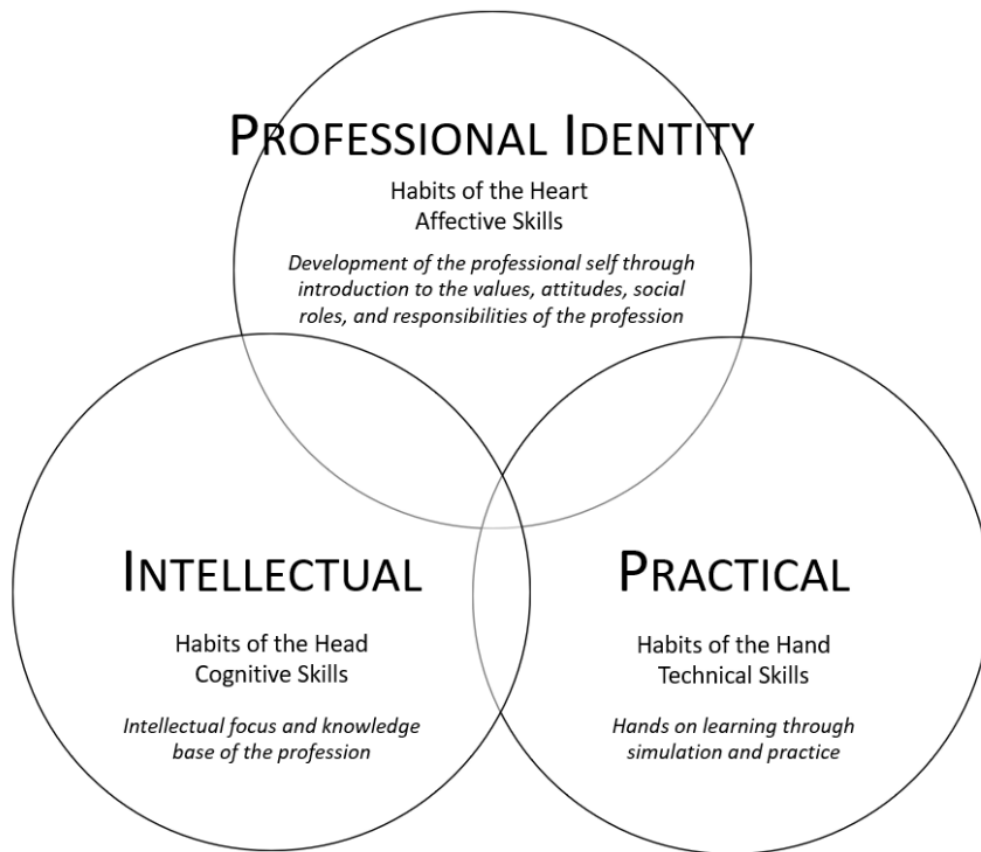 PROFESSIONAL IDENTITY
Habits of the Heart
Affective Skills
Development of the professional self through
introduction to the values, attitudes, social
roles, and responsibilities of the profession
INTELLECTUAL
Habits of the Head
Cognitive Skills
Intellectual focus and knowledge
base of the profession
PRACTICAL
Habits of the Hand
Technical Skills
Hands on learning through
simulation and practice